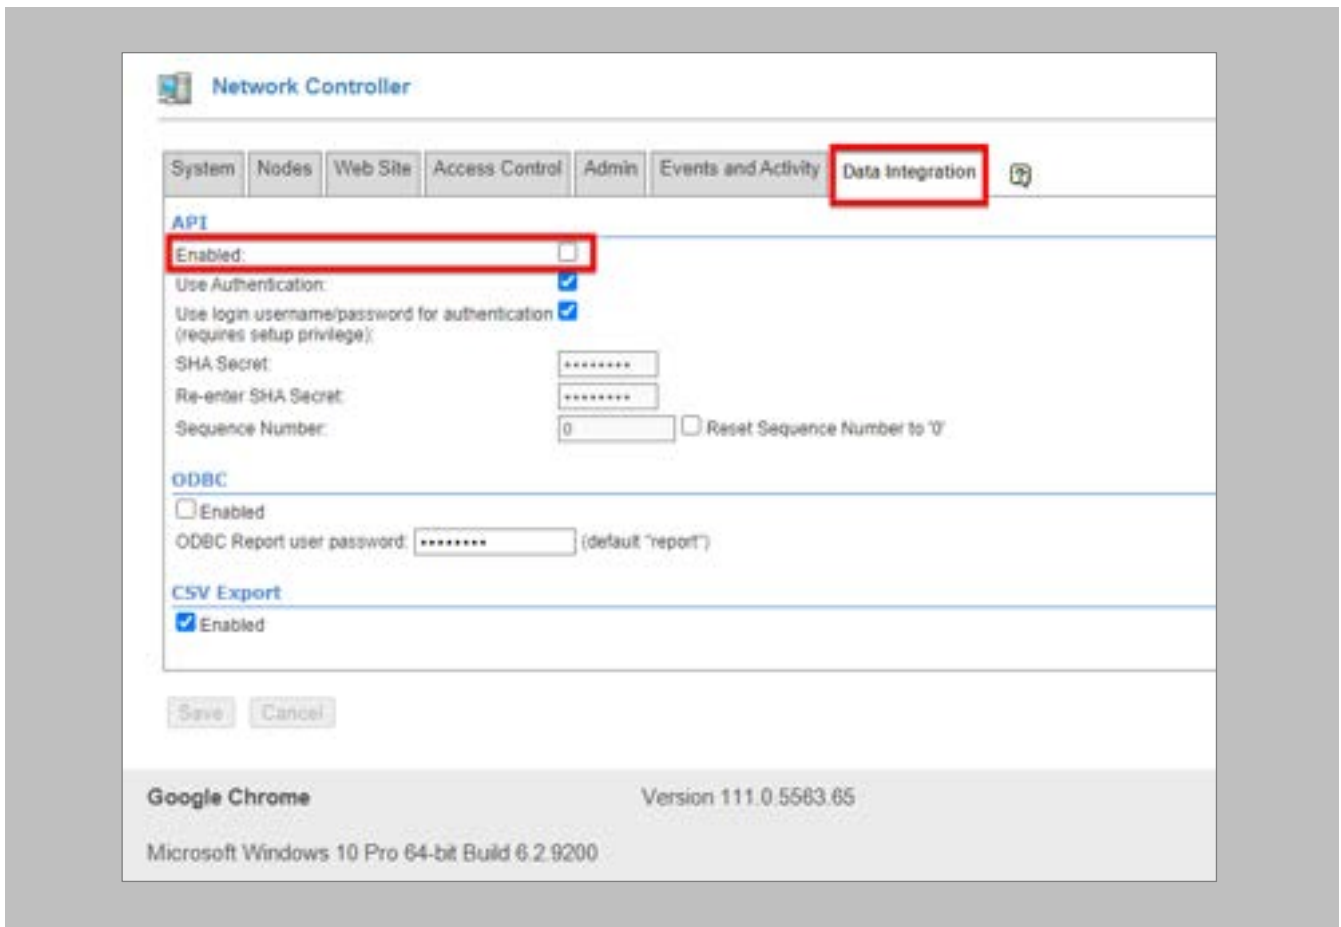 Network Controller
System Nodes Web Site Access Control Admin Events and Activity Data Integration
API
Enabled:
Use Authentication:
Use login username/password for authentication
(requires setup privilege):
SHA Secret: ••••••••
Re-enter SHA Secret: ••••••••
Sequence Number: 0 Reset Sequence Number to '0'
ODBC
Enabled
ODBC Report user password: •••••••• (default "report")
CSV Export
Enabled
Save Cancel
Google Chrome Version 111.0.5563.65
Microsoft Windows 10 Pro 64-bit Build 6.2.9200